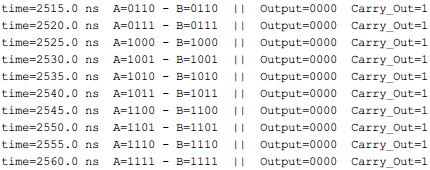 time=2515.0 ns  A=0110 - B=0110  ||  Output=0000  Carry_Out=1
time=2520.0 ns  A=0111 - B=0111  ||  Output=0000  Carry_Out=1
time=2525.0 ns  A=1000 - B=1000  ||  Output=0000  Carry_Out=1
time=2530.0 ns  A=1001 - B=1001  ||  Output=0000  Carry_Out=1
time=2535.0 ns  A=1010 - B=1010  ||  Output=0000  Carry_Out=1
time=2540.0 ns  A=1011 - B=1011  ||  Output=0000  Carry_Out=1
time=2545.0 ns  A=1100 - B=1100  ||  Output=0000  Carry_Out=1
time=2550.0 ns  A=1101 - B=1101  ||  Output=0000  Carry_Out=1
time=2555.0 ns  A=1110 - B=1110  ||  Output=0000  Carry_Out=1
time=2560.0 ns  A=1111 - B=1111  ||  Output=0000  Carry_Out=1